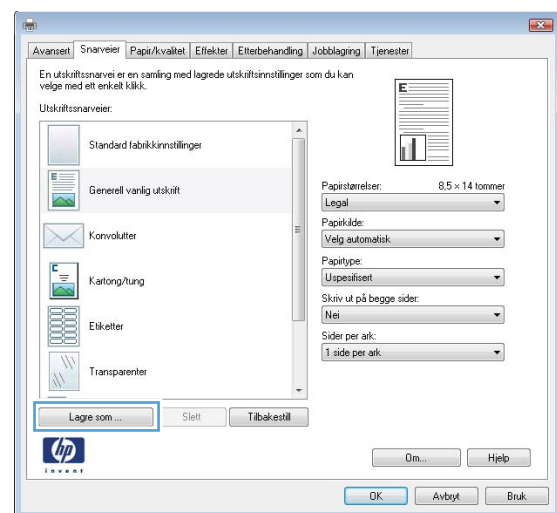 Avansert Snarveier Papir/kvalitet Effekter Etterbehandling Jobblagring Tjenester
En utskriftssnarvei er en samling med lagrede utskriftsinnstillinger som du kan
velge med ett enkelt klikk.
Utskriftssnarveier:
Standard fabrikkinnstillinger
Generell vanlig utskrift
Konvolutter
Kartong/tung
Etiketter
Transparenter
Lagre som ... Slett Tilbakestill
E
Papirstørrelser: 8,5 × 14 tommer
Legal
Papirkilde:
Velg automatisk
Papirtype:
Uspesifisert
Skriv ut på begge sider:
Nei
Sider per ark:
1 side per ark
hp
invent
Om... Hjelp
OK Avbryt Bruk